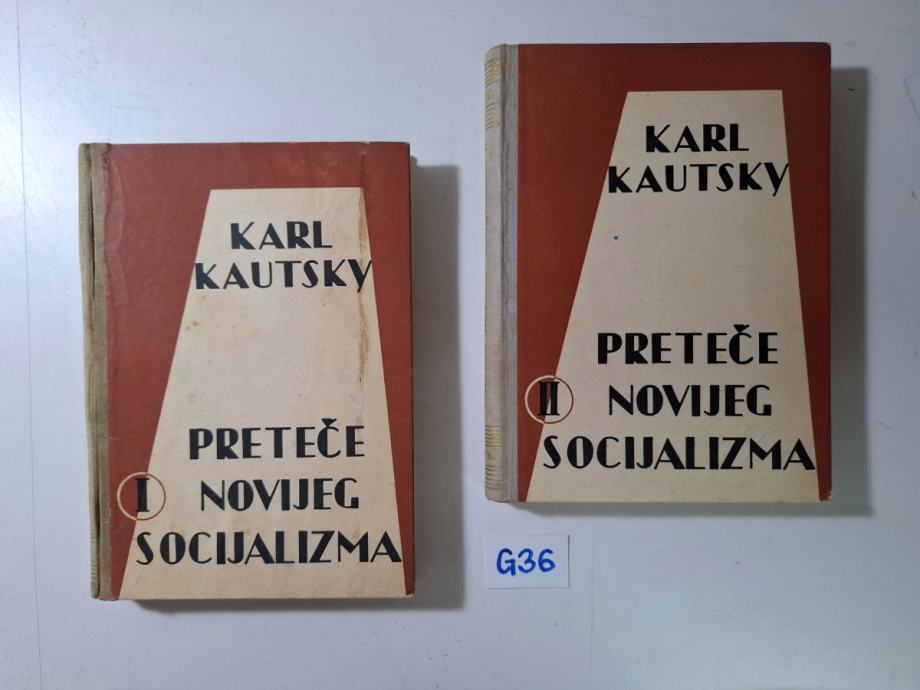 KARL
KAUTSKY
PRETEČE
I NOVIJEG
SOCIJALIZMA
KARL
KAUTSKY
PRETEČE
II NOVIJEG
SOCIJALIZMA
G36